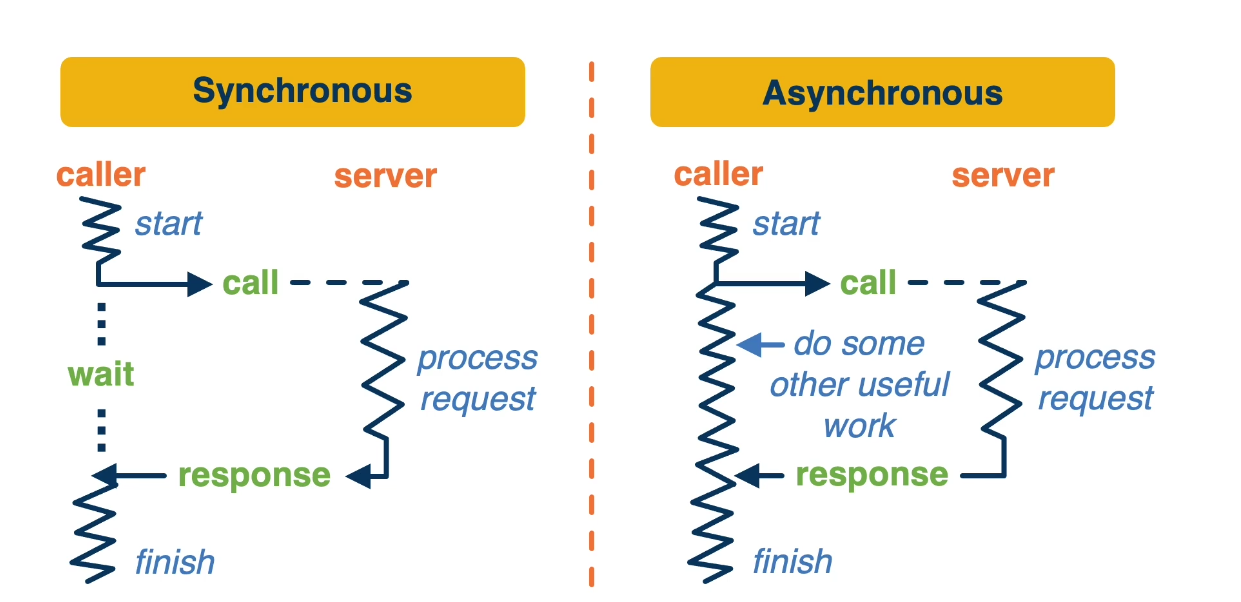 Synchronous
caller
server
start
call
wait
process
request
response
finish
Asynchronous
caller
server
start
call
do some
other useful
work
process
request
response
finish